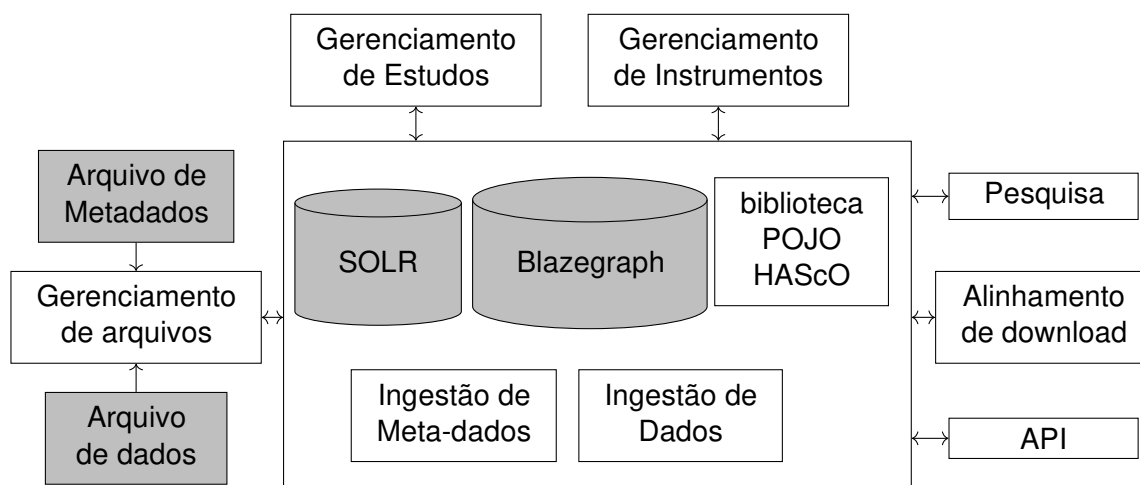 Gerenciamento
de Estudos
Gerenciamento
de Instrumentos
Arquivo de
Metadados
Gerenciamento
de arquivos
Arquivo
de dados
SOLR
Blazegraph
biblioteca
POJO
HAScO
Ingestão de
Meta-dados
Ingestão de
Dados
Pesquisa
Alinhamento
de download
API